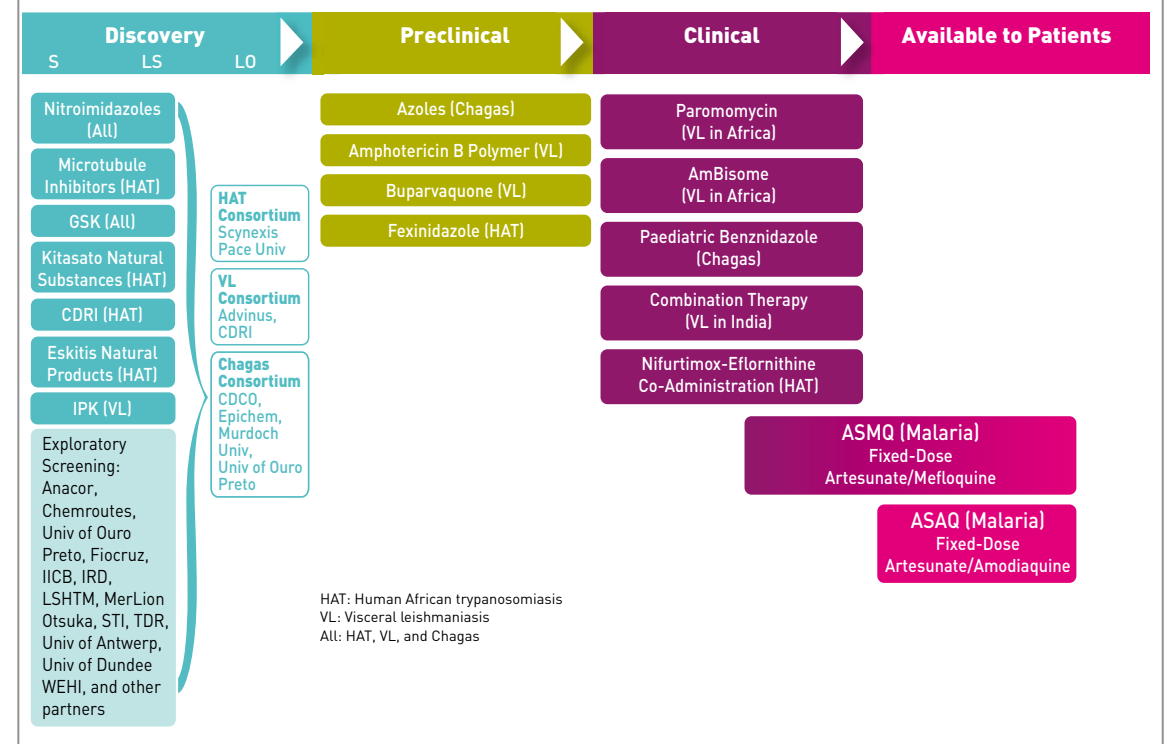 Discovery
S LS LO
Preclinical
Clinical
Available to Patients
Nitroimidazoles
(All)
Microtubule
Inhibitors (HAT)
GSK (All)
Kitasato Natural
Substances (HAT)
CDRI (HAT)
Eskitis Natural
Products (HAT)
IPK (VL)
Exploratory
Screening:
Anacor,
Chemroutes,
Univ of Ouro
Preto, Fiocruz,
IICB, IRD,
LSHTM, MerLion
Otsuka, STI, TDR,
Univ of Antwerp,
Univ of Dundee
WEHI, and other
partners
HAT
Consortium
Scynexis
Pace Univ
VL
Consortium
Advinus,
CDRI
Chagas
Consortium
CDCO,
Epichem,
Murdoch
Univ,
Univ of Ouro
Preto
Azoles (Chagas)
Amphotericin B Polymer (VL)
Buparvaquone (VL)
Fexinidazole (HAT)
Paromomycin
(VL in Africa)
AmBisome
(VL in Africa)
Paediatric Benznidazole
(Chagas)
Combination Therapy
(VL in India)
Nifurtimox-Eflornithine
Co-Administration (HAT)
ASMQ (Malaria)
Fixed-Dose
Artesunate/Mefloquine
ASAQ (Malaria)
Fixed-Dose
Artesunate/Amodiaquine
HAT: Human African trypanosomiasis
VL: Visceral leishmaniasis
All: HAT, VL, and Chagas